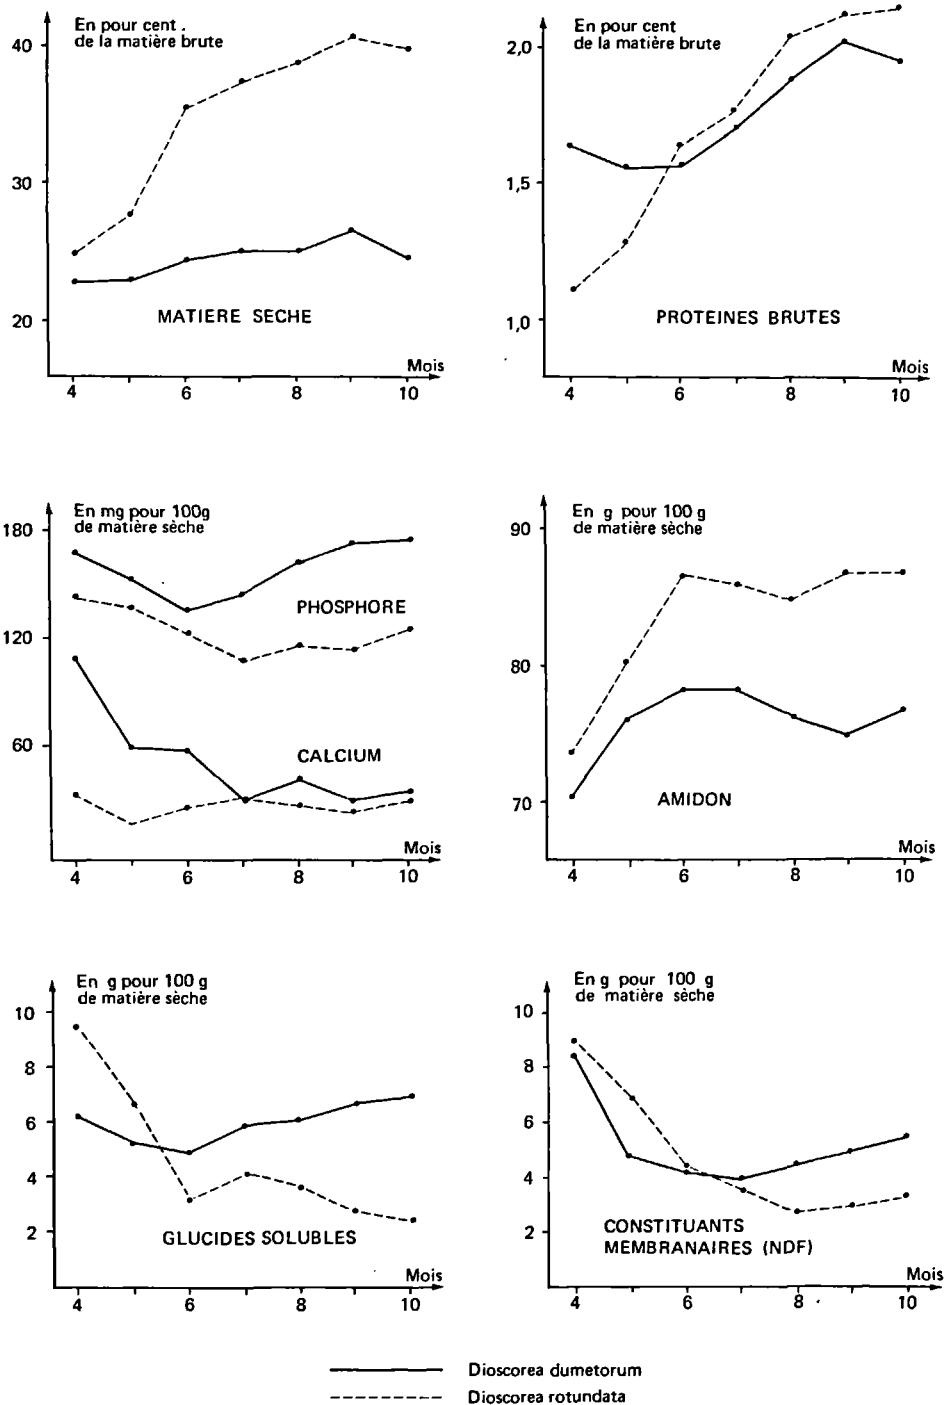 En pour cent .
de la matière brute
40
30
20
MATIERE SECHE
Mois
4 6 8 10
En pour cent
de la matière brute
2,0
1,5
1,0
PROTEINES BRUTES
Mois
4 6 8 10
En mg pour 100g
de matière sèche
180
120
60
PHOSPHORE
CALCIUM
Mois
4 6 8 10
En g pour 100 g
de matière sèche
90
80
70
AMIDON
Mois
4 6 8 10
En g pour 100 g
de matière sèche
10
8
6
4
2
GLUCIDES SOLUBLES
Mois
4 6 8 10
En g pour 100 g
de matière sèche
10
8
6
4
2
CONSTITUANTS
MEMBRANAIRES (NDF)
Mois
4 6 8 10
Dioscorea dumetorum
Dioscorea rotundata